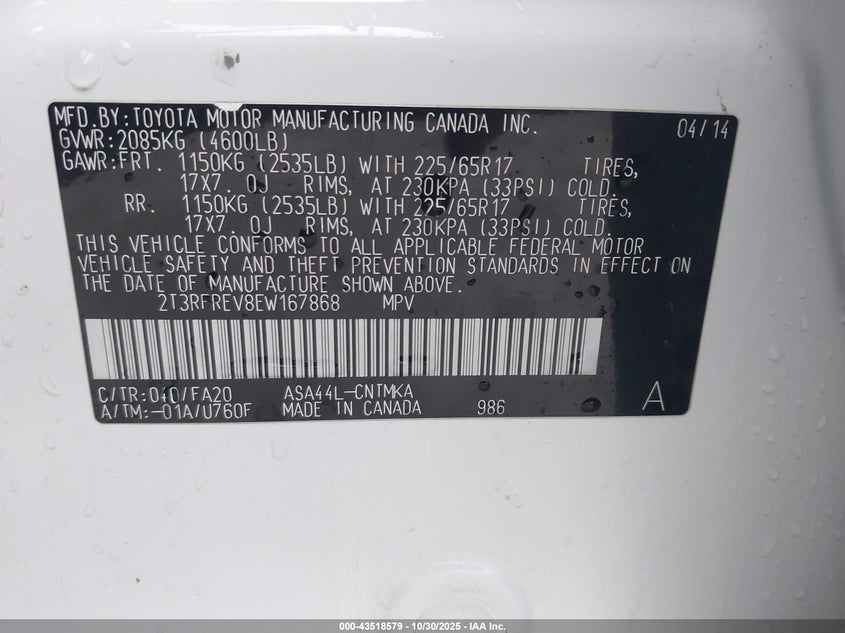 MFD.BY:TOYOTA MOTOR MANUFACTURING CANADA INC. 04/14
GVWR:2085KG (4600LB)
GAWR:FRT. 1150KG (2535LB) WITH 225/65R17 TIRES,
17X7.0J RIMS, AT 230KPA (33PSI) COLD.
RR. 1150KG (2535LB) WITH 225/65R17 TIRES,
17X7.0J RIMS, AT 230KPA (33PSI) COLD.
THIS VEHICLE CONFORMS TO ALL APPLICABLE FEDERAL MOTOR
VEHICLE SAFETY AND THEFT PREVENTION STANDARDS IN EFFECT ON
THE DATE OF MANUFACTURE SHOWN ABOVE.
2T3RFREV8EW167868 MPV
C/TR:040/FA20 ASA44L-CNTMKA
A/TM:-01A/U760F MADE IN CANADA 986 A
000-43518579 - 10/30/2025 - IAA Inc.